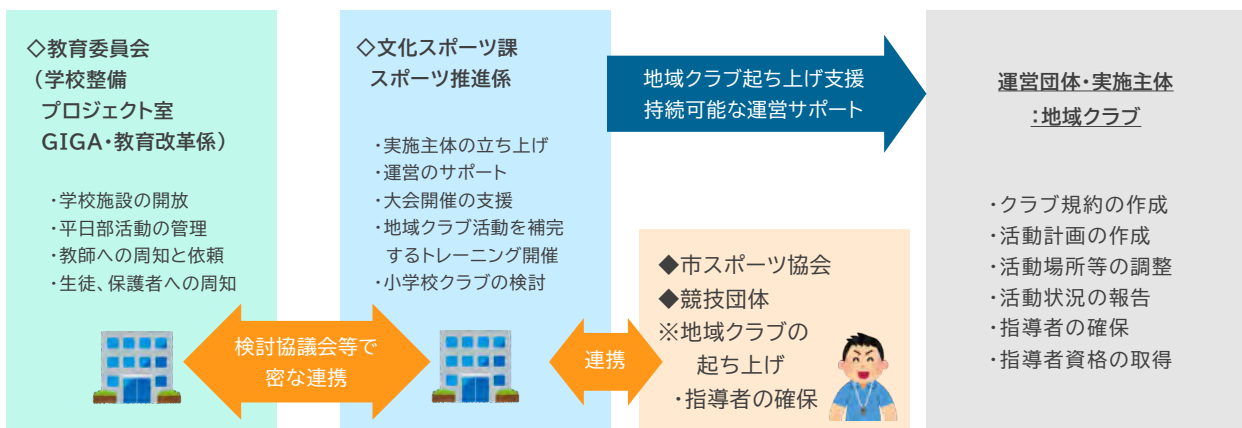 ◇教育委員会
(学校整備
プロジェクト室
GIGA・教育改革係)
・学校施設の開放
・平日部活動の管理
・教師への周知と依頼
・生徒、保護者への周知
検討協議会等で
密な連携
◇文化スポーツ課
スポーツ推進係
・実施主体の立ち上げ
・運営のサポート
・大会開催の支援
・地域クラブ活動を補完
するトレーニング開催
・小学校クラブの検討
連携
地域クラブ起ち上げ支援
持続可能な運営サポート
◆市スポーツ協会
◆競技団体
※地域クラブの
起ち上げ
・指導者の確保
運営団体・実施主体
:地域クラブ
・クラブ規約の作成
・活動計画の作成
・活動場所等の調整
・活動状況の報告
・指導者の確保
・指導者資格の取得